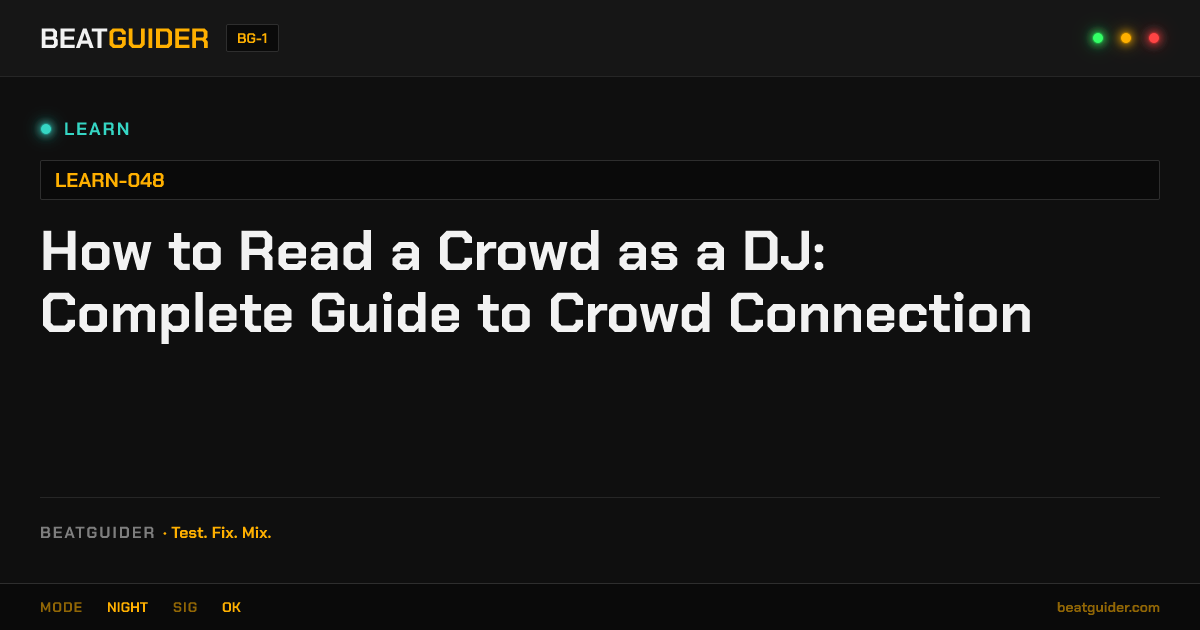 BEATGUIDER BG-1
LEARN
LEARN-048
How to Read a Crowd as a DJ:
Complete Guide to Crowd Connection
BEATGUIDER · Test. Fix. Mix.
MODE NIGHT SIG OK beatguider.com